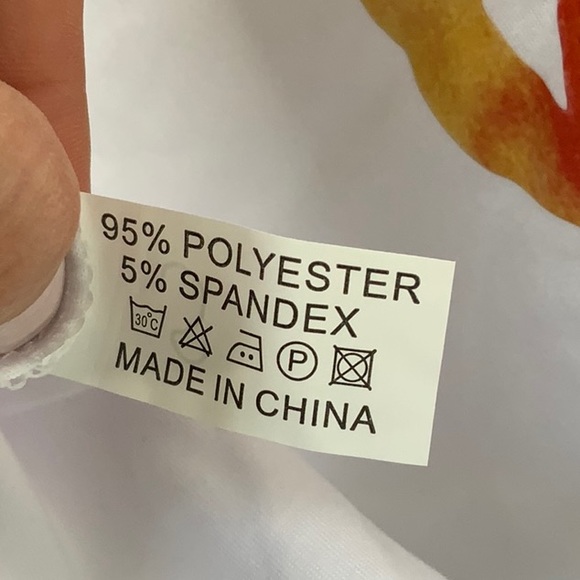 95% POLYESTER
5% SPANDEX
30°C P
MADE IN CHINA